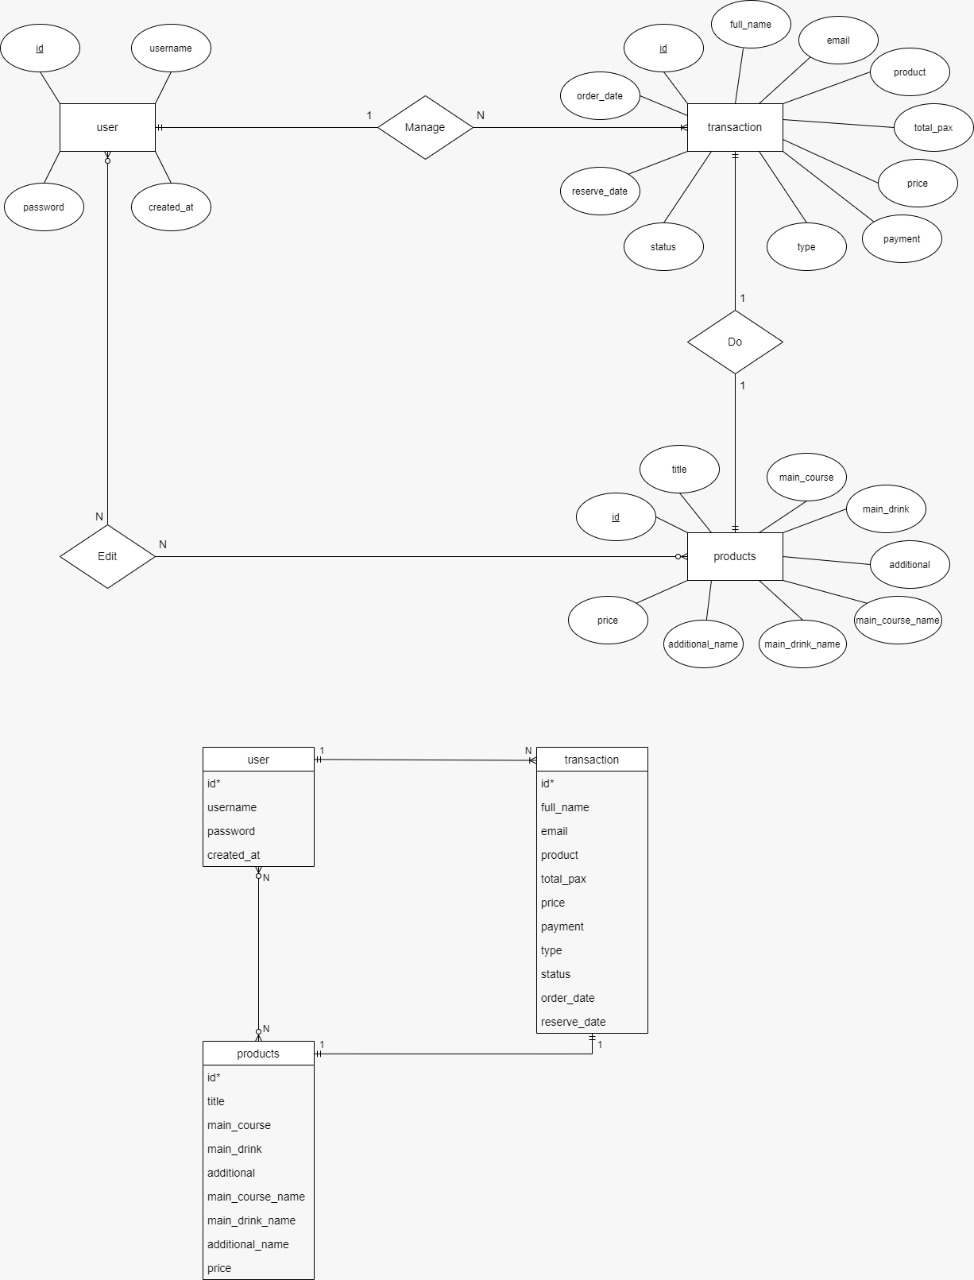 full_name
id
username
id
email
product
order_date
1
N
user
Manage
transaction
total_pax
price
reserve_date
password
created_at
status
type
payment
1
Do
1
title
main_course
id
main_drink
N
N
Edit
products
additional
price
main_course_name
additional_name
main_drink_name
1
N
user
transaction
id*
username
password
created_at
N
id*
full_name
email
product
total_pax
price
payment
type
status
order_date
reserve_date
N
1
1
products
id*
title
main_course
main_drink
additional
main_course_name
main_drink_name
additional_name
price